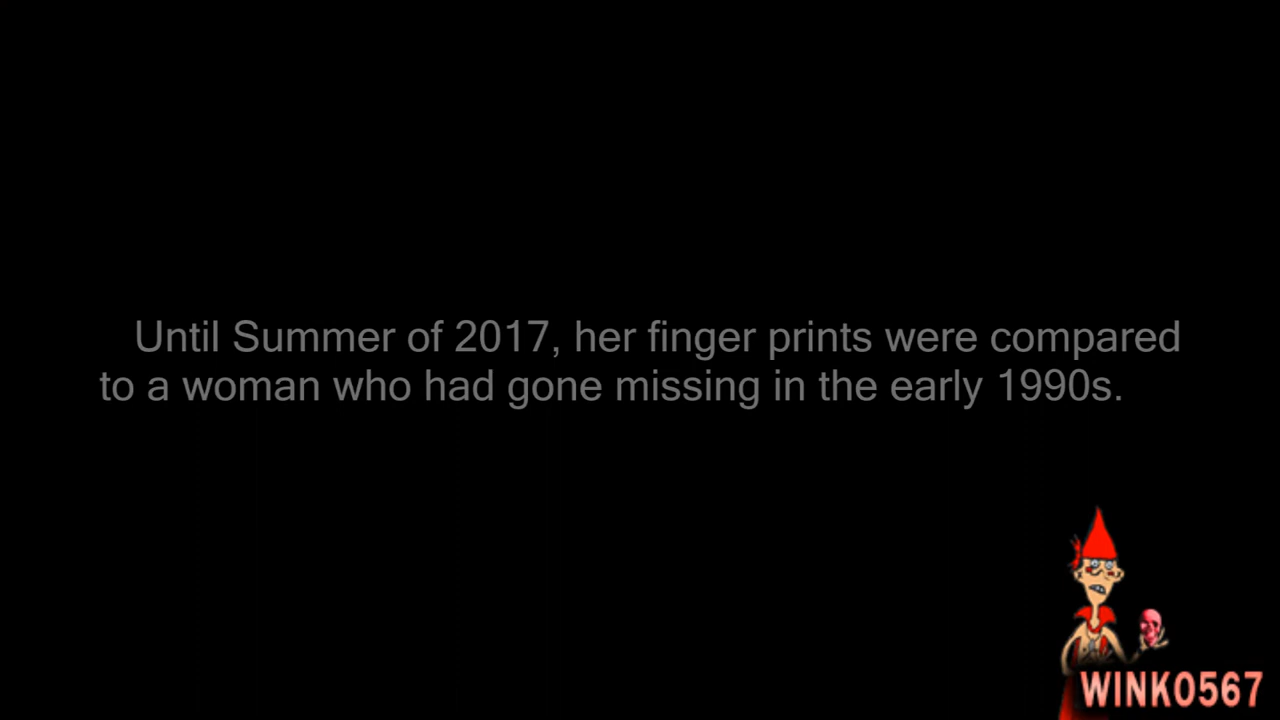 Until Summer of 2017, her finger prints were compared
to a woman who had gone missing in the early 1990s.
WINKO567